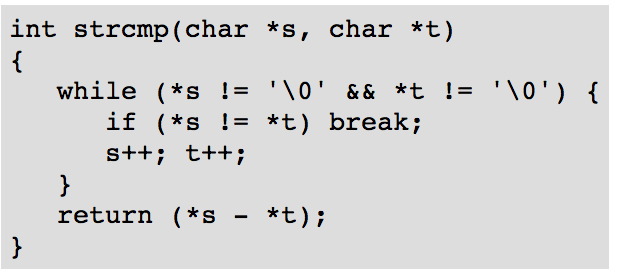 int strcmp(char *s, char *t)
{
   while (*s != '\0' && *t != '\0') {
      if (*s != *t) break;
      s++; t++;
   }
   return (*s - *t);
}